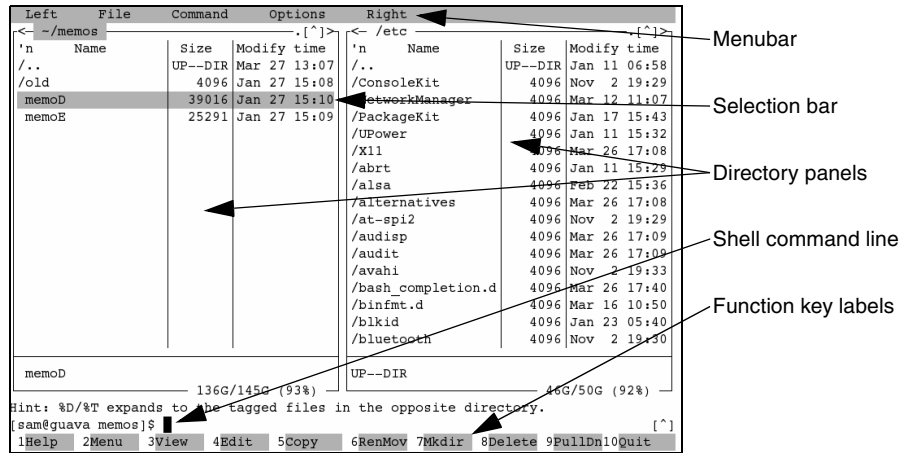 Left File Command Options Right
<- ~/memos .[^]> <- /etc .[^]>
'n Name Size Modify time 'n Name Size Modify time
/.. UP--DIR Mar 27 13:07 /.. UP--DIR Jan 11 06:58
/old 4096 Jan 27 15:08 /ConsoleKit 4096 Nov 2 19:29
memoD 39016 Jan 27 15:10 /NetworkManager 4096 Mar 12 11:07
memoE 25291 Jan 27 15:09 /PackageKit 4096 Jan 17 15:43
/UPower 4096 Jan 11 15:32
/X11 4096 Mar 26 17:08
/abrt 4096 Jan 11 15:29
/alsa 4096 Feb 22 15:36
/alternatives 4096 Mar 26 17:08
/at-spi2 4096 Nov 2 19:29
/audisp 4096 Mar 26 17:09
/audit 4096 Mar 26 17:09
/avahi 4096 Nov 2 19:33
/bash_completion.d 4096 Mar 26 17:40
/binfmt.d 4096 Mar 16 10:50
/blkid 4096 Jan 23 05:40
/bluetooth 4096 Nov 2 19:30
memoD UP--DIR
136G/145G (93%) 46G/50G (92%)
Hint: %D/%T expands to the tagged files in the opposite directory.
[sam@guava memos]$ [^]
1Help 2Menu 3View 4Edit 5Copy 6RenMov 7Mkdir 8Delete 9PullDn10Quit
Menubar
Selection bar
Directory panels
Shell command line
Function key labels